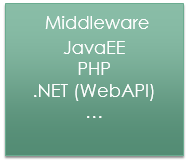 Middleware
JavaEE
PHP
.NET (WebAPI)
...